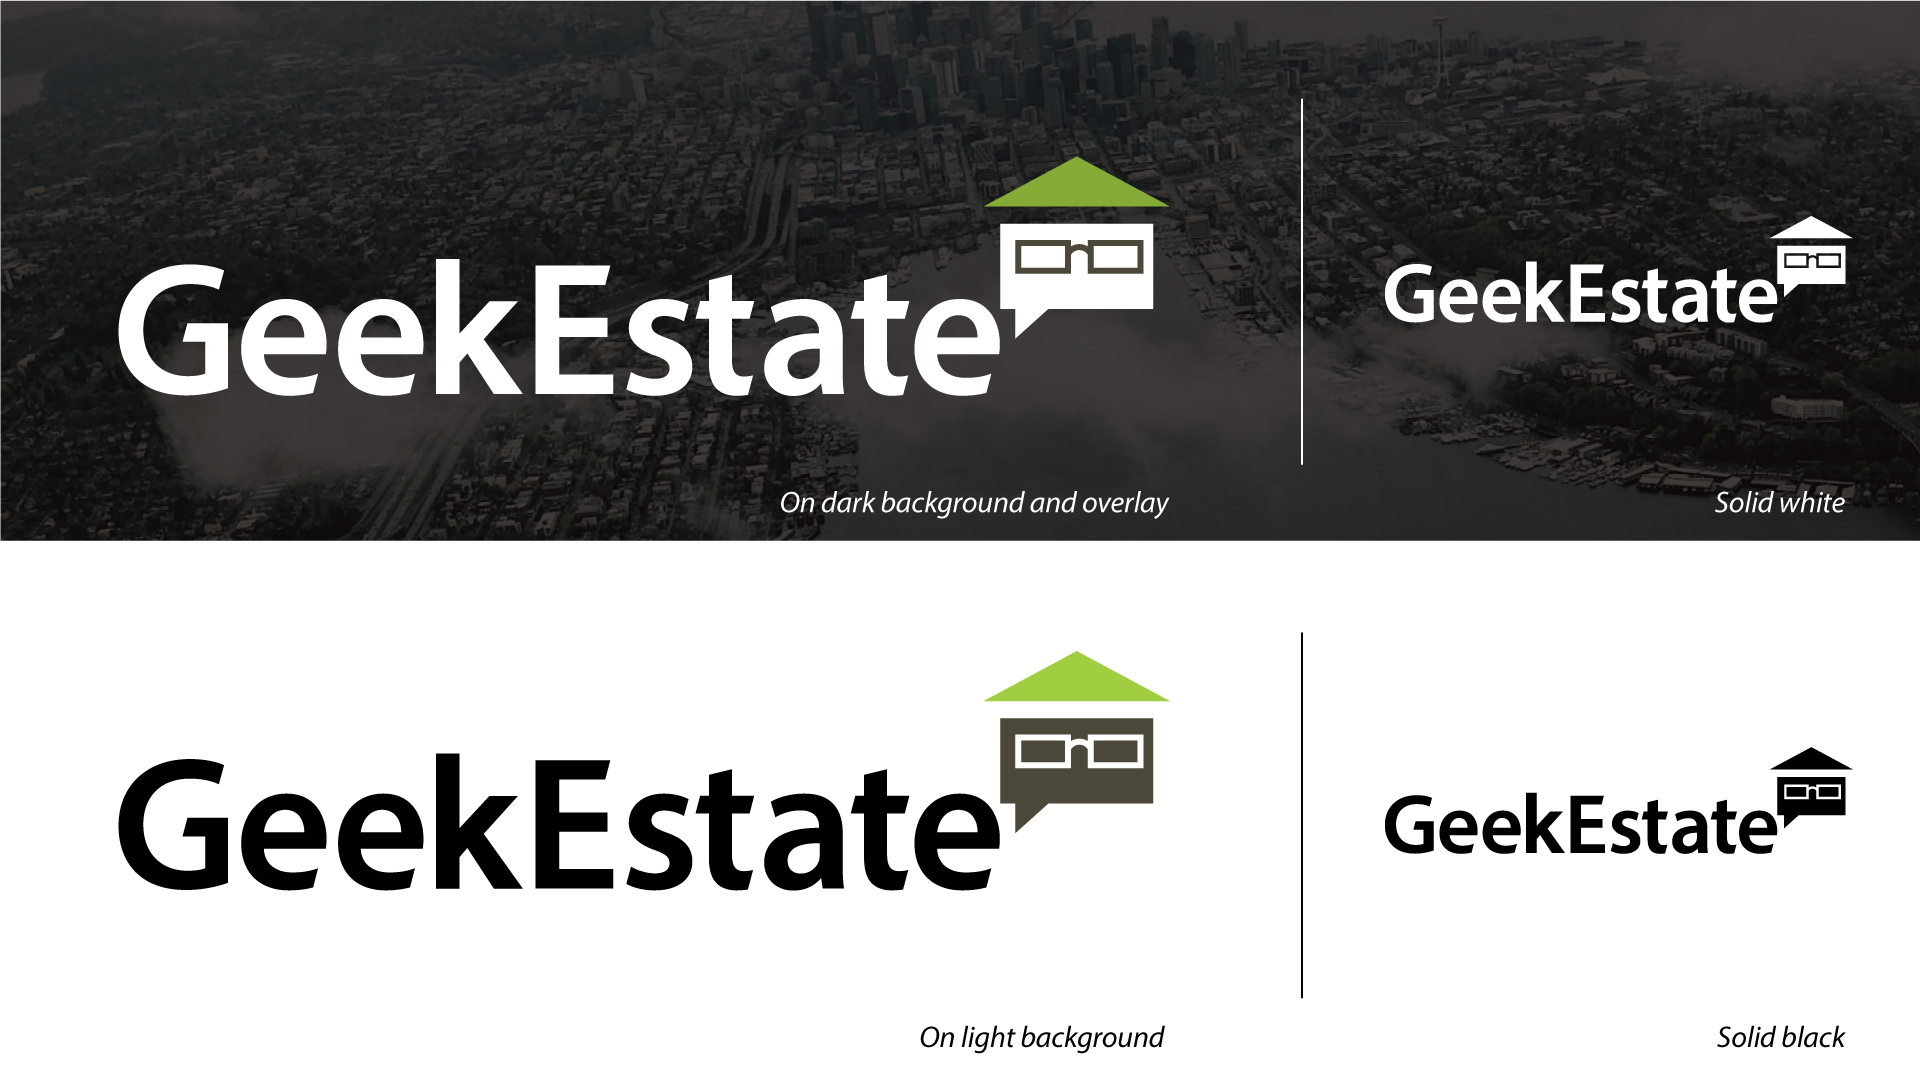 GeekEstate
On dark background and overlay
GeekEstate
Solid white
GeekEstate
On light background
GeekEstate
Solid black